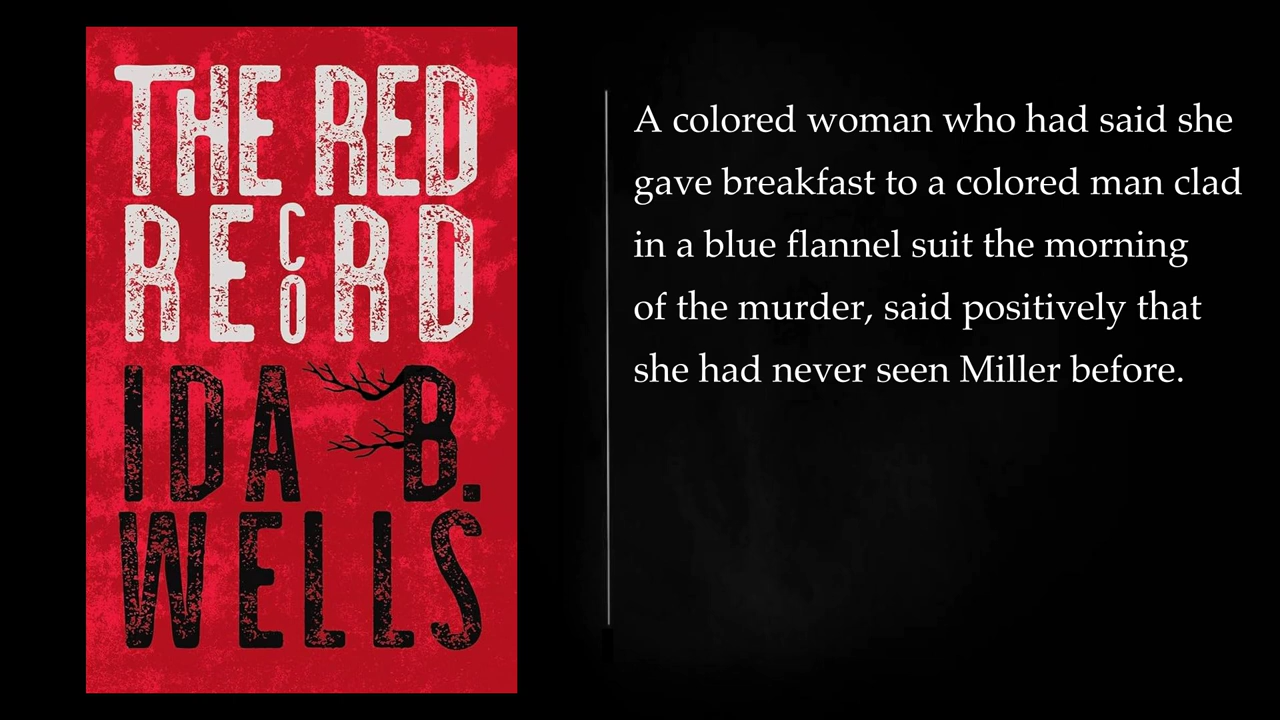 THE RED
RECORD
IDA B.
WELLS
A colored woman who had said she
gave breakfast to a colored man clad
in a blue flannel suit the morning
of the murder, said positively that
she had never seen Miller before.